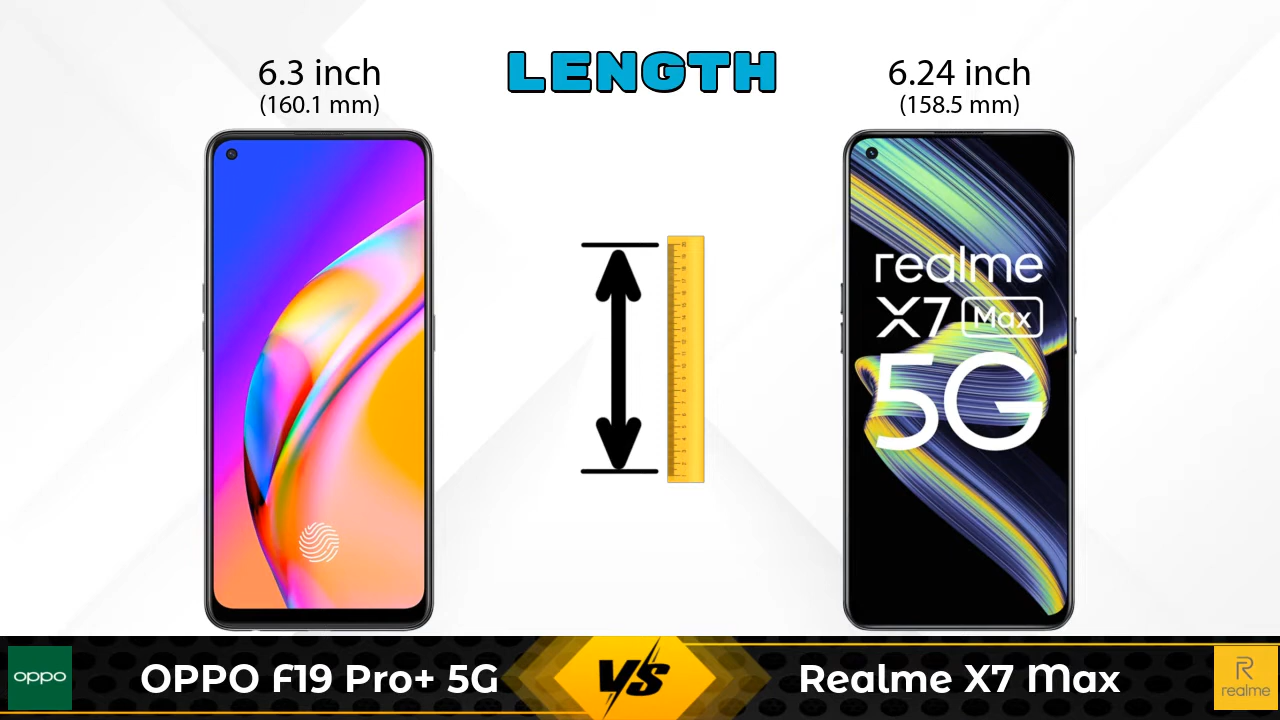 LENGTH
6.3 inch
(160.1 mm)
6.24 inch
(158.5 mm)
realme
X7 Max
5G
oppo
OPPO F19 Pro+ 5G
VS
Realme X7 Max
R
realme